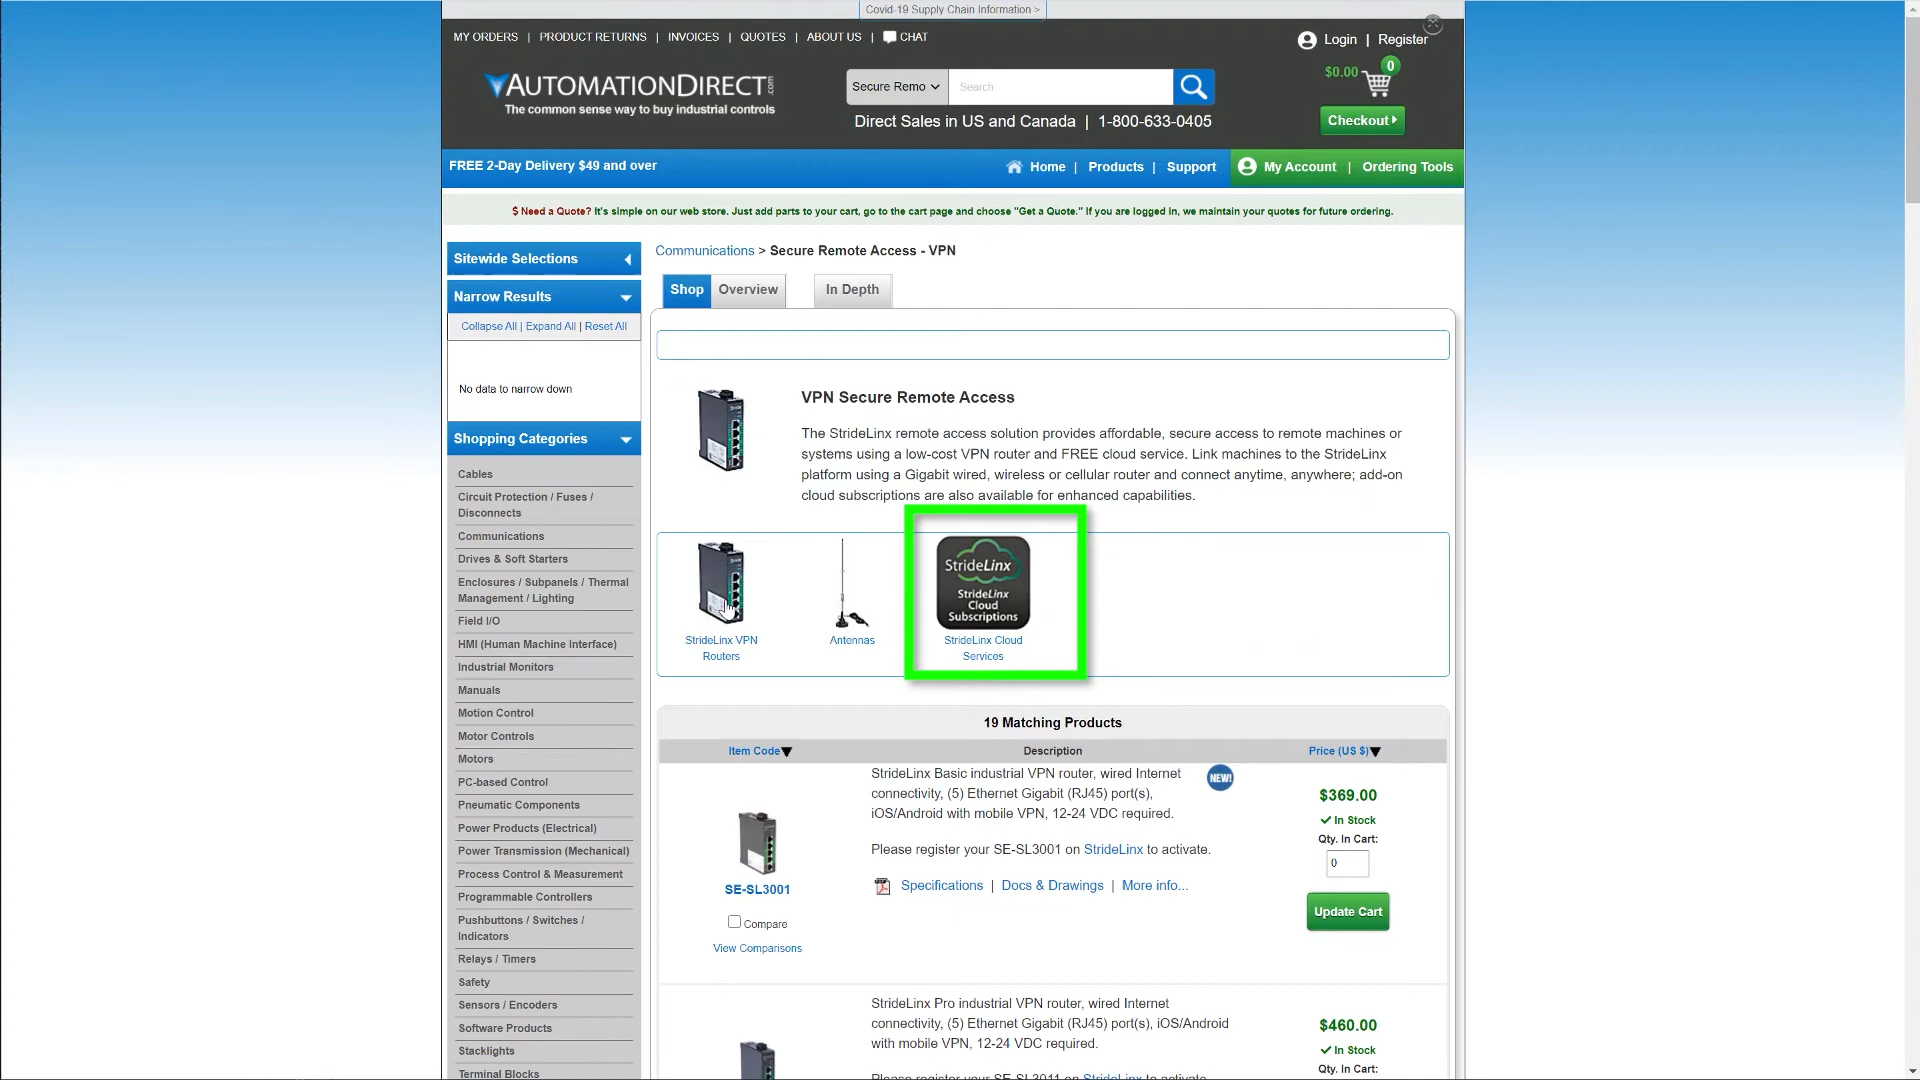 Covid-19 Supply Chain Information >
MY ORDERS | PRODUCT RETURNS | INVOICES | QUOTES | ABOUT US | CHAT
Login | Register
AUTOMATIONDIRECT.com
The common sense way to buy industrial controls
Secure Remo
Search
$0.00
0
Direct Sales in US and Canada | 1-800-633-0405
Checkout
FREE 2-Day Delivery $49 and over
Home | Products | Support
My Account | Ordering Tools
$ Need a Quote? It's simple on our web store. Just add parts to your cart, go to the cart page and choose "Get a Quote." If you are logged in, we maintain your quotes for future ordering.
Sitewide Selections
Narrow Results
Collapse All | Expand All | Reset All
No data to narrow down
Shopping Categories
Cables
Circuit Protection / Fuses /
Disconnects
Communications
Drives & Soft Starters
Enclosures / Subpanels / Thermal
Management / Lighting
Field I/O
HMI (Human Machine Interface)
Industrial Monitors
Manuals
Motion Control
Motor Controls
Motors
PC-based Control
Pneumatic Components
Power Products (Electrical)
Power Transmission (Mechanical)
Process Control & Measurement
Programmable Controllers
Pushbuttons / Switches /
Indicators
Relays / Timers
Safety
Sensors / Encoders
Software Products
Stacklights
Terminal Blocks
Communications > Secure Remote Access - VPN
Shop
Overview
In Depth
VPN Secure Remote Access
The StrideLinx remote access solution provides affordable, secure access to remote machines or
systems using a low-cost VPN router and FREE cloud service. Link machines to the StrideLinx
platform using a Gigabit wired, wireless or cellular router and connect anytime, anywhere; add-on
cloud subscriptions are also available for enhanced capabilities.
StrideLinx VPN
Routers
Antennas
StrideLinx
StrideLinx
Cloud
Subscriptions
StrideLinx Cloud
Services
19 Matching Products
Item Code
Description
Price (US $)
StrideLinx Basic industrial VPN router, wired Internet
connectivity, (5) Ethernet Gigabit (RJ45) port(s),
iOS/Android with mobile VPN, 12-24 VDC required.
NEW!
Please register your SE-SL3001 on StrideLinx to activate.
Specifications | Docs & Drawings | More info...
SE-SL3001
Compare
View Comparisons
$369.00
In Stock
Qty. In Cart:
0
Update Cart
StrideLinx Pro industrial VPN router, wired Internet
connectivity, (5) Ethernet Gigabit (RJ45) port(s), iOS/Android
with mobile VPN, 12-24 VDC required.
Please register your SE-SL3011 on StrideLinx to activate.
$460.00
In Stock
Qty. In Cart: